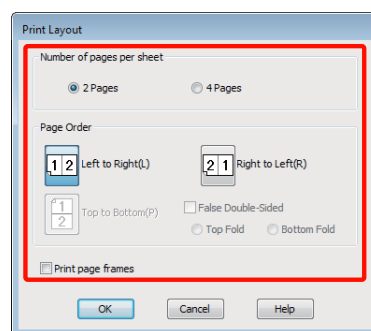 Print Layout
Number of pages per sheet
2 Pages 4 Pages
Page Order
1 2 Left to Right(L) 2 1 Right to Left(R)
1 2 Top to Bottom(P) False Double-Sided
Top Fold Bottom Fold
Print page frames
OK Cancel Help